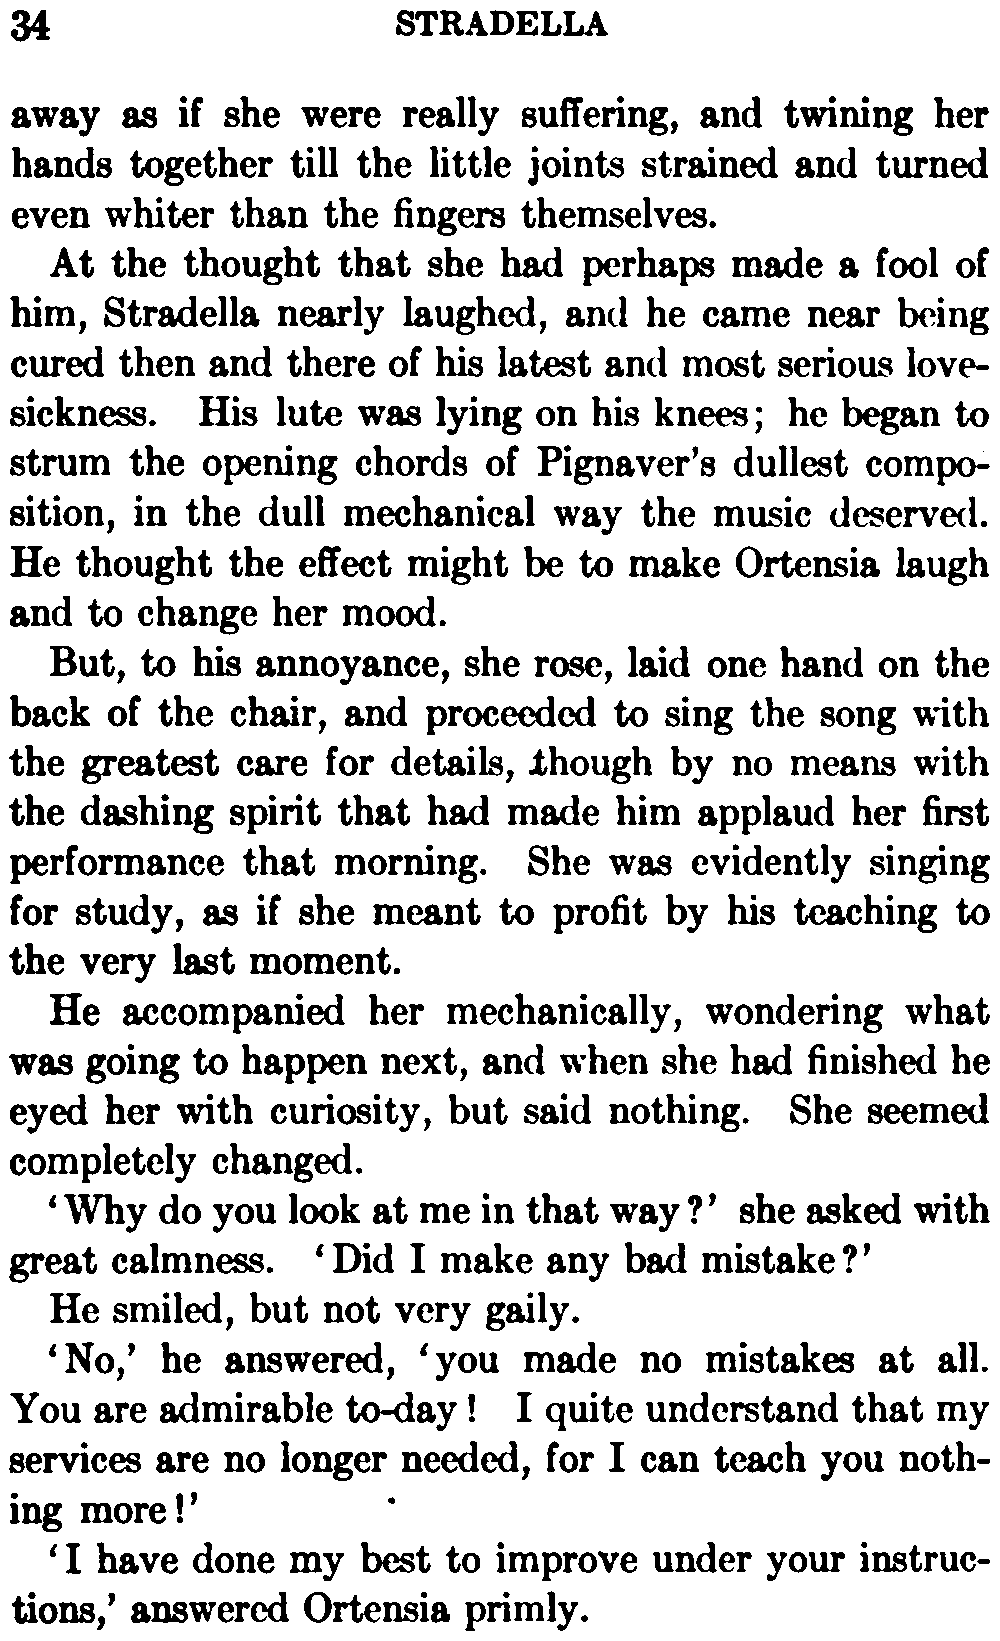 34 STRADELLA
away as if she were really suffering, and twining her
hands together till the little joints strained and turned
even whiter than the fingers themselves.
At the thought that she had perhaps made a fool of
him, Stradella nearly laughed, and he came near being
cured then and there of his latest and most serious love-
sickness. His lute was lying on his knees; he began to
strum the opening chords of Pignaver's dullest compo-
sition, in the dull mechanical way the music deserved.
He thought the effect might be to make Ortensia laugh
and to change her mood.
But, to his annoyance, she rose, laid one hand on the
back of the chair, and proceeded to sing the song with
the greatest care for details, though by no means with
the dashing spirit that had made him applaud her first
performance that morning. She was evidently singing
for study, as if she meant to profit by his teaching to
the very last moment.
He accompanied her mechanically, wondering what
was going to happen next, and when she had finished he
eyed her with curiosity, but said nothing. She seemed
completely changed.
'Why do you look at me in that way?' she asked with
great calmness. 'Did I make any bad mistake?'
He smiled, but not very gaily.
'No,' he answered, 'you made no mistakes at all.
You are admirable to-day! I quite understand that my
services are no longer needed, for I can teach you noth-
ing more!'
'I have done my best to improve under your instruc-
tions,' answered Ortensia primly.